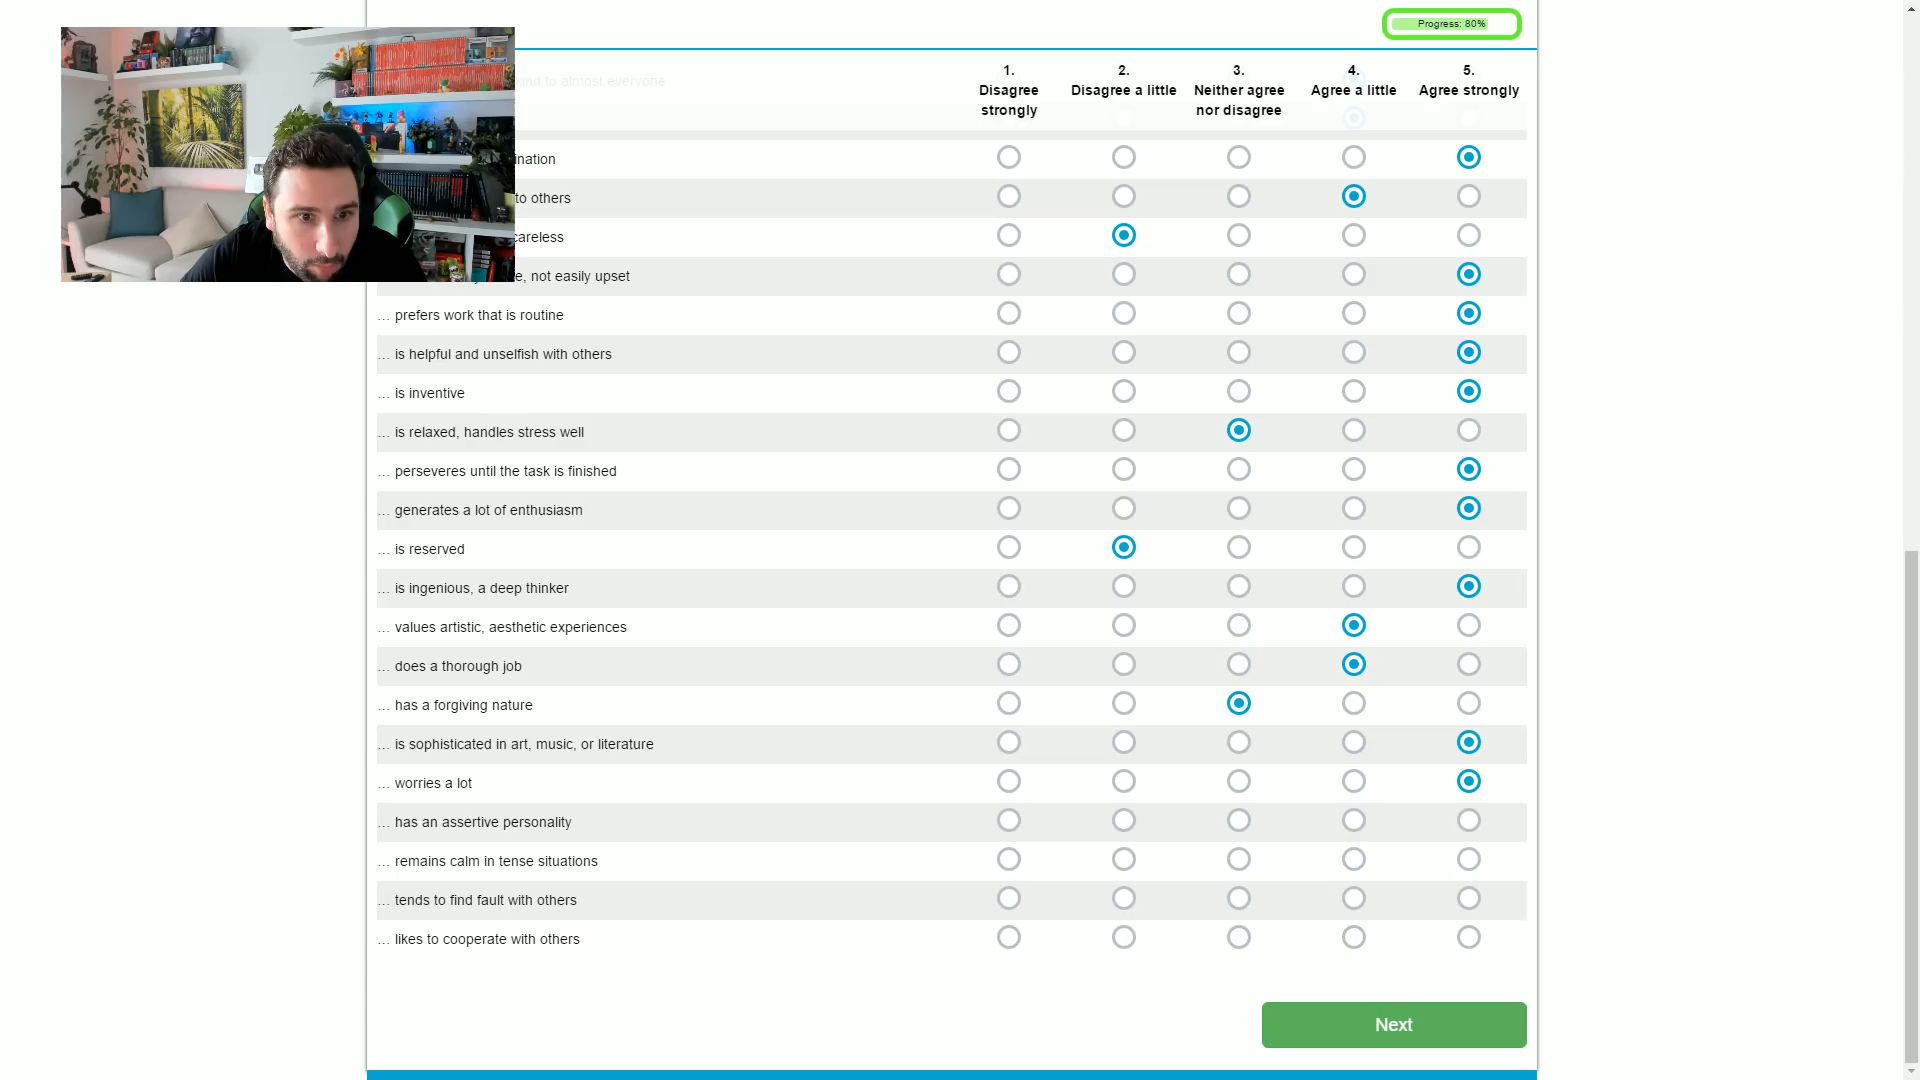 Progress: 80%
kind to almost everyone
1.
Disagree
strongly
2.
Disagree a little
3.
Neither agree
nor disagree
4.
Agree a little
5.
Agree strongly
to others
careless
not easily upset
... prefers work that is routine
... is helpful and unselfish with others
... is inventive
... is relaxed, handles stress well
... perseveres until the task is finished
... generates a lot of enthusiasm
... is reserved
... is ingenious, a deep thinker
... values artistic, aesthetic experiences
... does a thorough job
... has a forgiving nature
... is sophisticated in art, music, or literature
... worries a lot
... has an assertive personality
... remains calm in tense situations
... tends to find fault with others
... likes to cooperate with others
Next